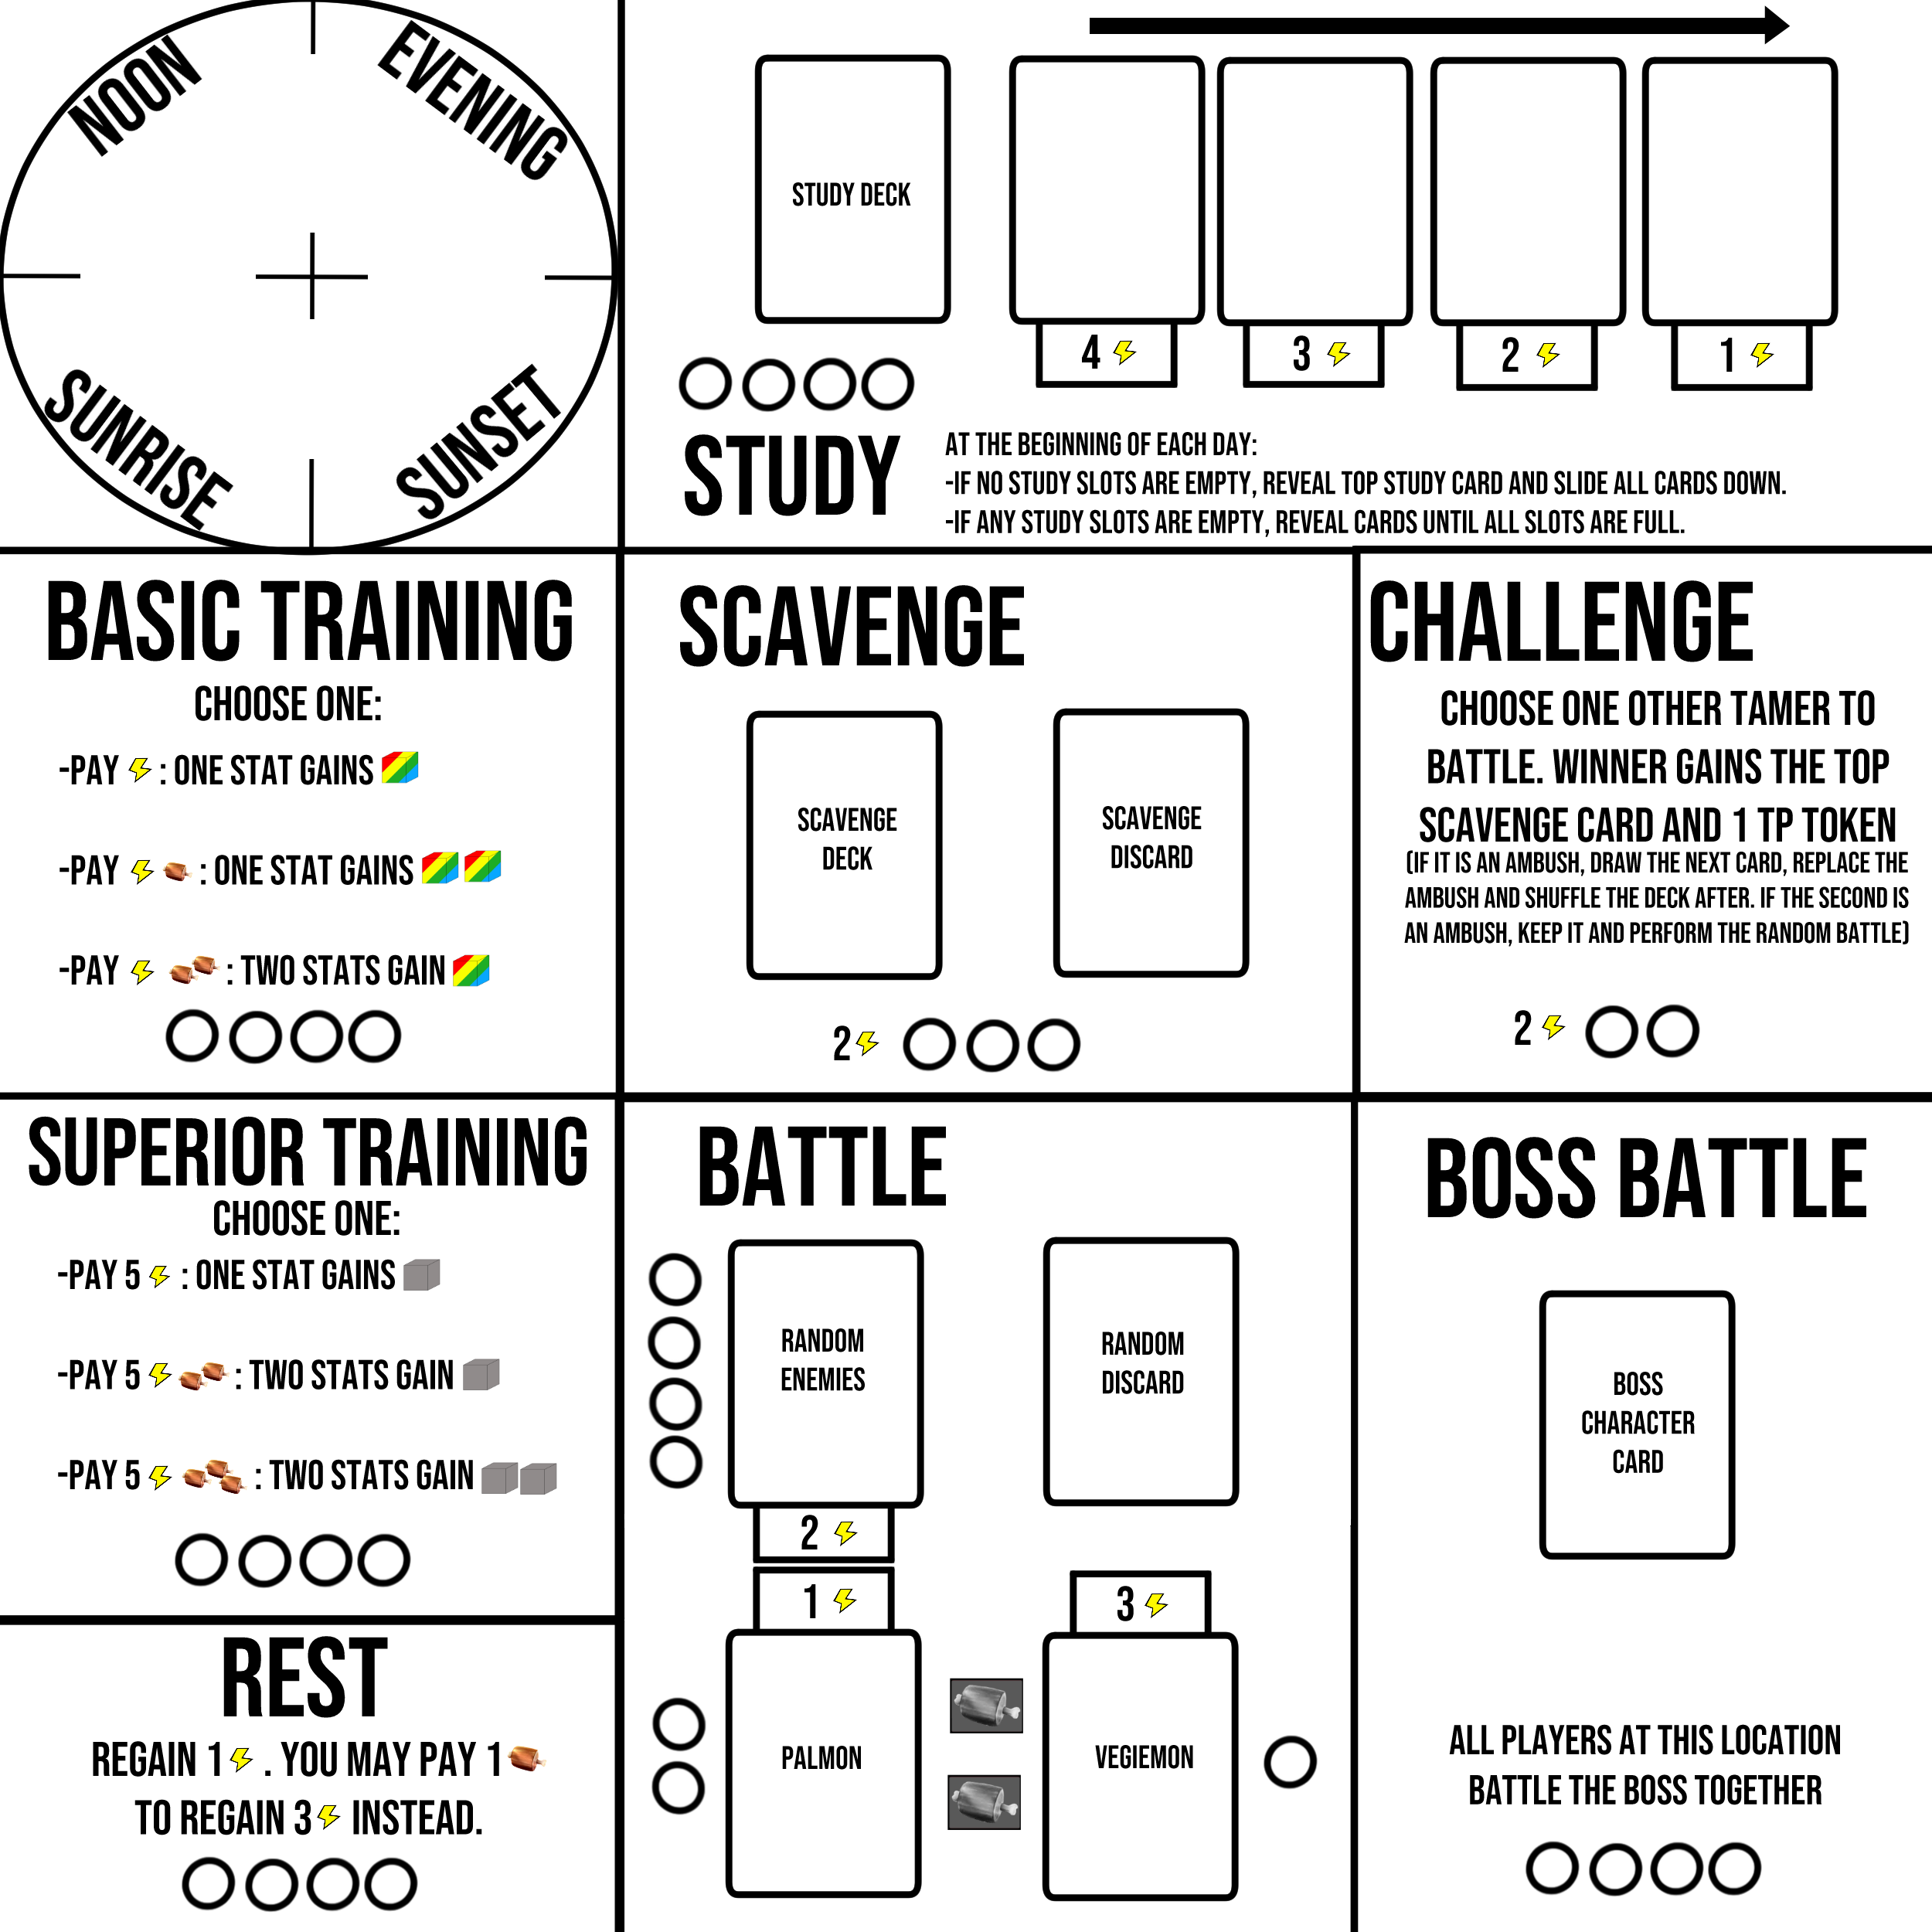 NOON
EVENING
SUNRISE
SUNSET
STUDY DECK
4
3
2
1
STUDY
AT THE BEGINNING OF EACH DAY:
-IF NO STUDY SLOTS ARE EMPTY, REVEAL TOP STUDY CARD AND SLIDE ALL CARDS DOWN.
-IF ANY STUDY SLOTS ARE EMPTY, REVEAL CARDS UNTIL ALL SLOTS ARE FULL.
BASIC TRAINING
CHOOSE ONE:
-PAY : ONE STAT GAINS
-PAY : ONE STAT GAINS
-PAY : TWO STATS GAIN
SCAVENGE
SCAVENGE
DECK
SCAVENGE
DISCARD
2
CHALLENGE
CHOOSE ONE OTHER TAMER TO
BATTLE. WINNER GAINS THE TOP
SCAVENGE CARD AND 1 TP TOKEN
(IF IT IS AN AMBUSH, DRAW THE NEXT CARD, REPLACE THE
AMBUSH AND SHUFFLE THE DECK AFTER. IF THE SECOND IS
AN AMBUSH, KEEP IT AND PERFORM THE RANDOM BATTLE)
2
SUPERIOR TRAINING
CHOOSE ONE:
-PAY 5 : ONE STAT GAINS
-PAY 5 : TWO STATS GAIN
-PAY 5 : TWO STATS GAIN
REST
REGAIN 1 . YOU MAY PAY 1
TO REGAIN 3 INSTEAD.
BATTLE
RANDOM
ENEMIES
RANDOM
DISCARD
2
1
3
PALMON
VEGIEMON
BOSS BATTLE
BOSS
CHARACTER
CARD
ALL PLAYERS AT THIS LOCATION
BATTLE THE BOSS TOGETHER